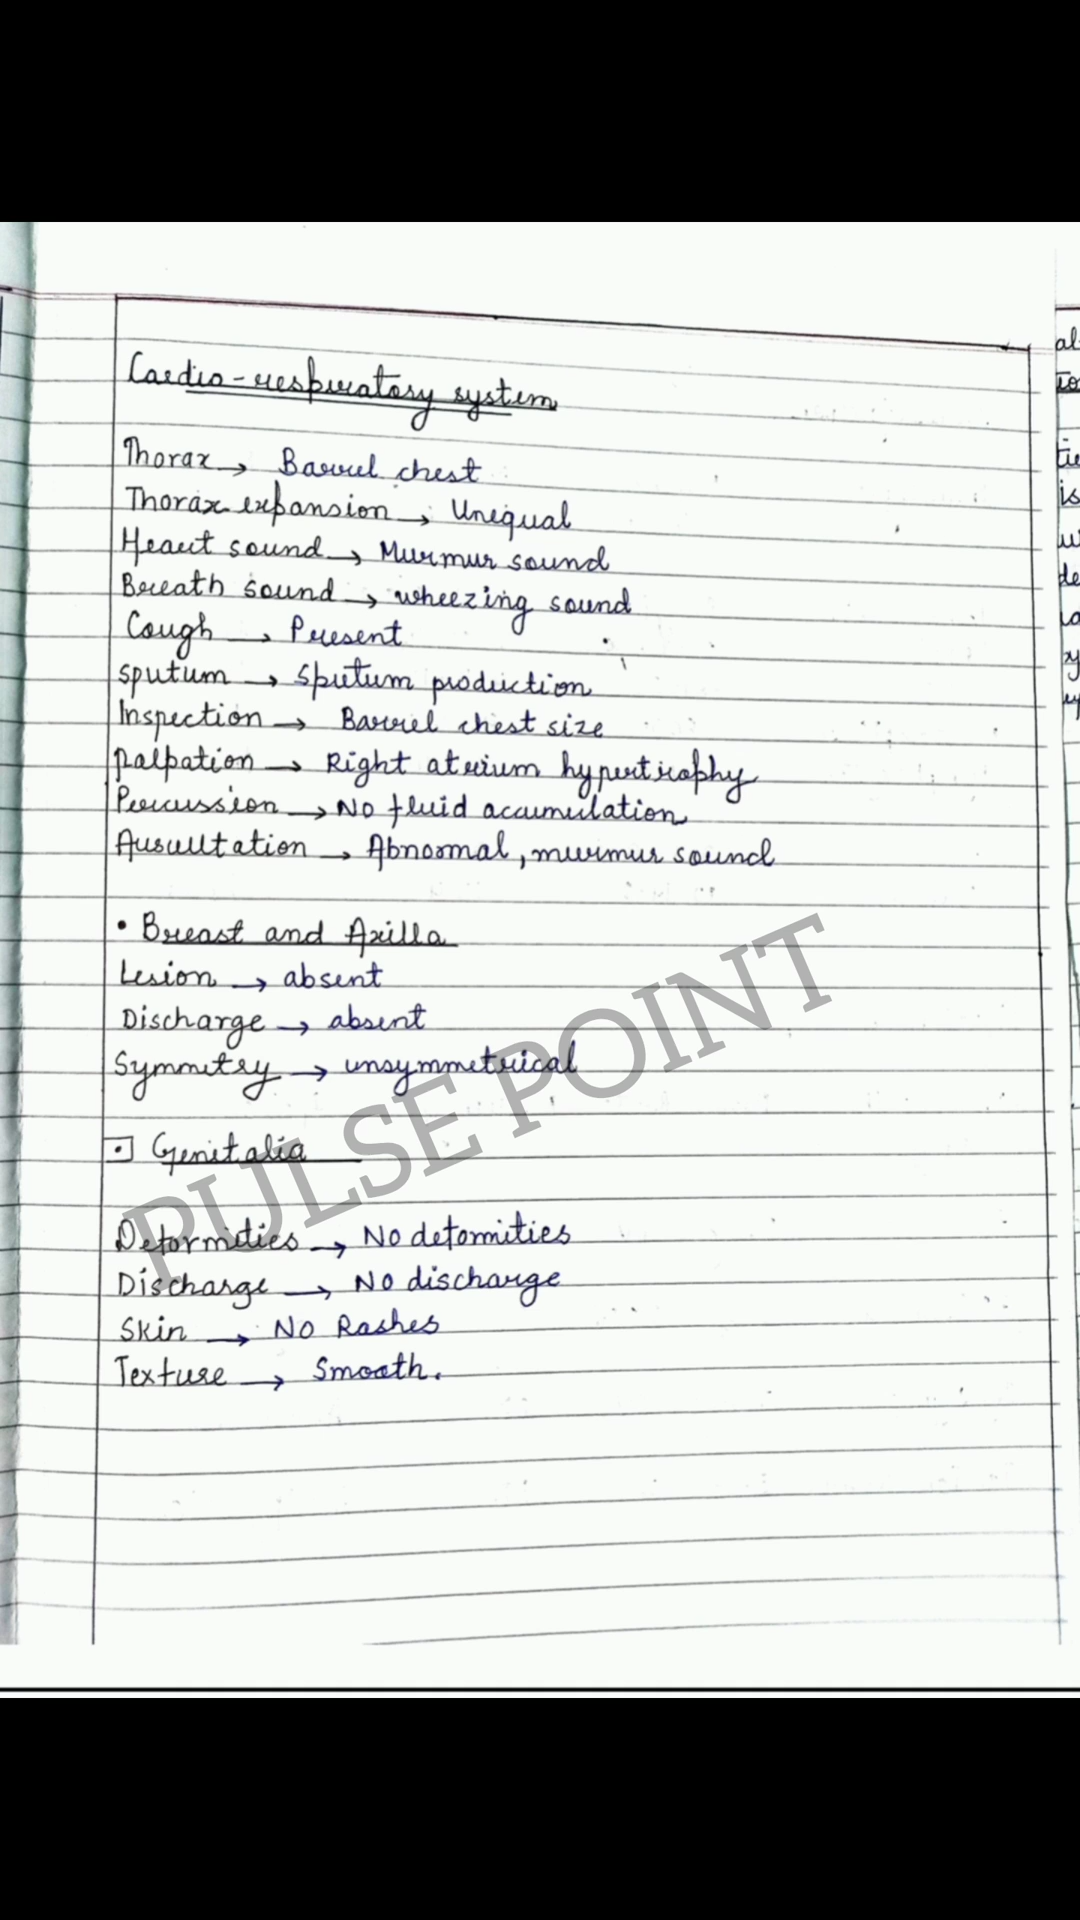 Cardio-respiratory system
Thorax → Barrel chest
Thorax expansion → Unequal
Heart sound → Murmur sound
Breath sound → wheezing sound
Cough → Present
sputum → sputum production
Inspection → Barrel chest size
palpation → Right atrium hypertrophy
Percussion → No fluid accumulation
Auscultation → Abnormal, murmur sound
• Breast and Axilla
Lesion → absent
Discharge → absent
Symmetry → unsymmetrical
Genitalia
Deformities → No deformities
Discharge → No discharge
Skin → No Rashes
Texture → Smooth.
PULSE POINT